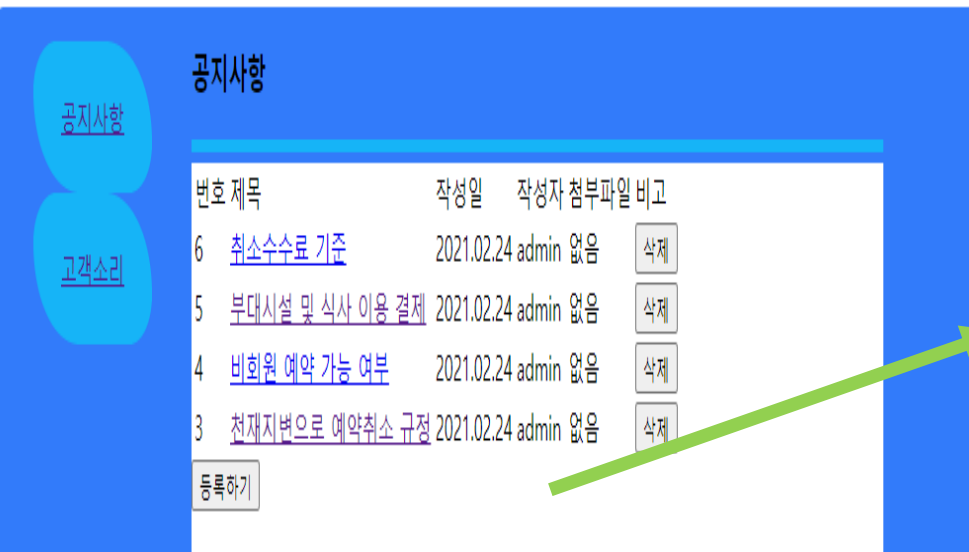 공지사항
고객소리
공지사항
번호 제목 작성일 작성자 첨부파일 비고
6 취소수수료 기준 2021.02.24 admin 없음 삭제
5 부대시설 및 식사 이용 결제 2021.02.24 admin 없음 삭제
4 비회원 예약 가능 여부 2021.02.24 admin 없음 삭제
3 천재지변으로 예약취소 규정 2021.02.24 admin 없음 삭제
등록하기